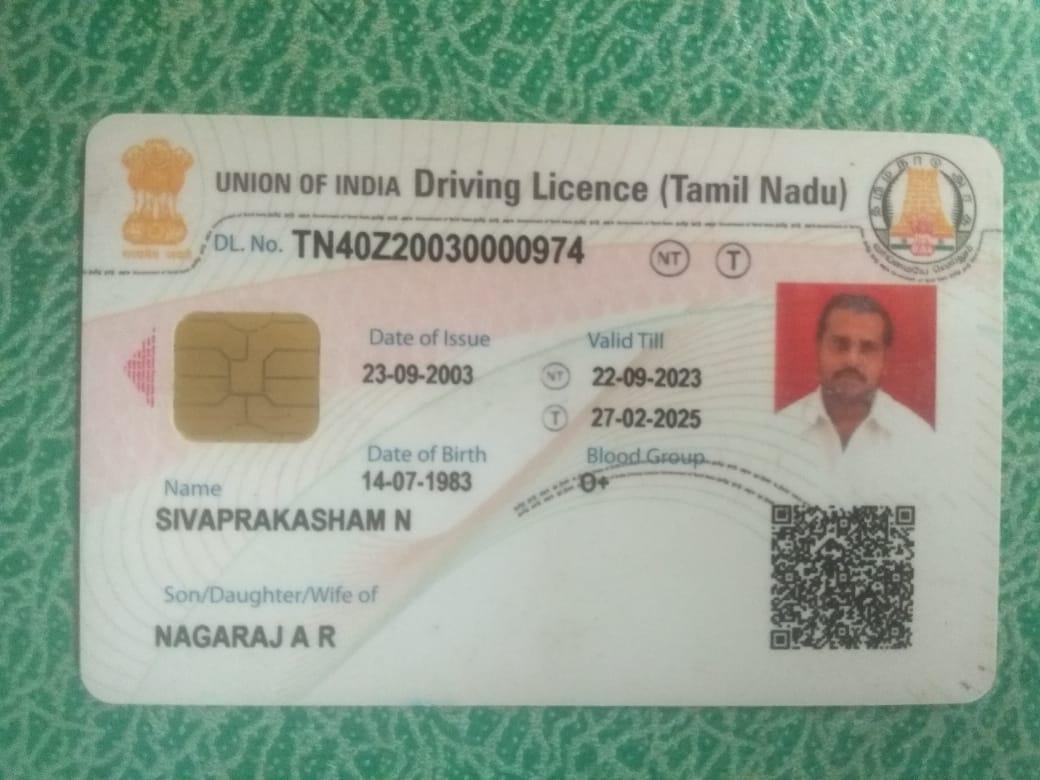 UNION OF INDIA Driving Licence (Tamil Nadu)
DL. No. TN40Z20030000974 NT T
Date of Issue Valid Till
23-09-2003 NT 22-09-2023
T 27-02-2025
Date of Birth Blood Group
14-07-1983 O+
Name
SIVAPRAKASHAM N
Son/Daughter/Wife of
NAGARAJ A R